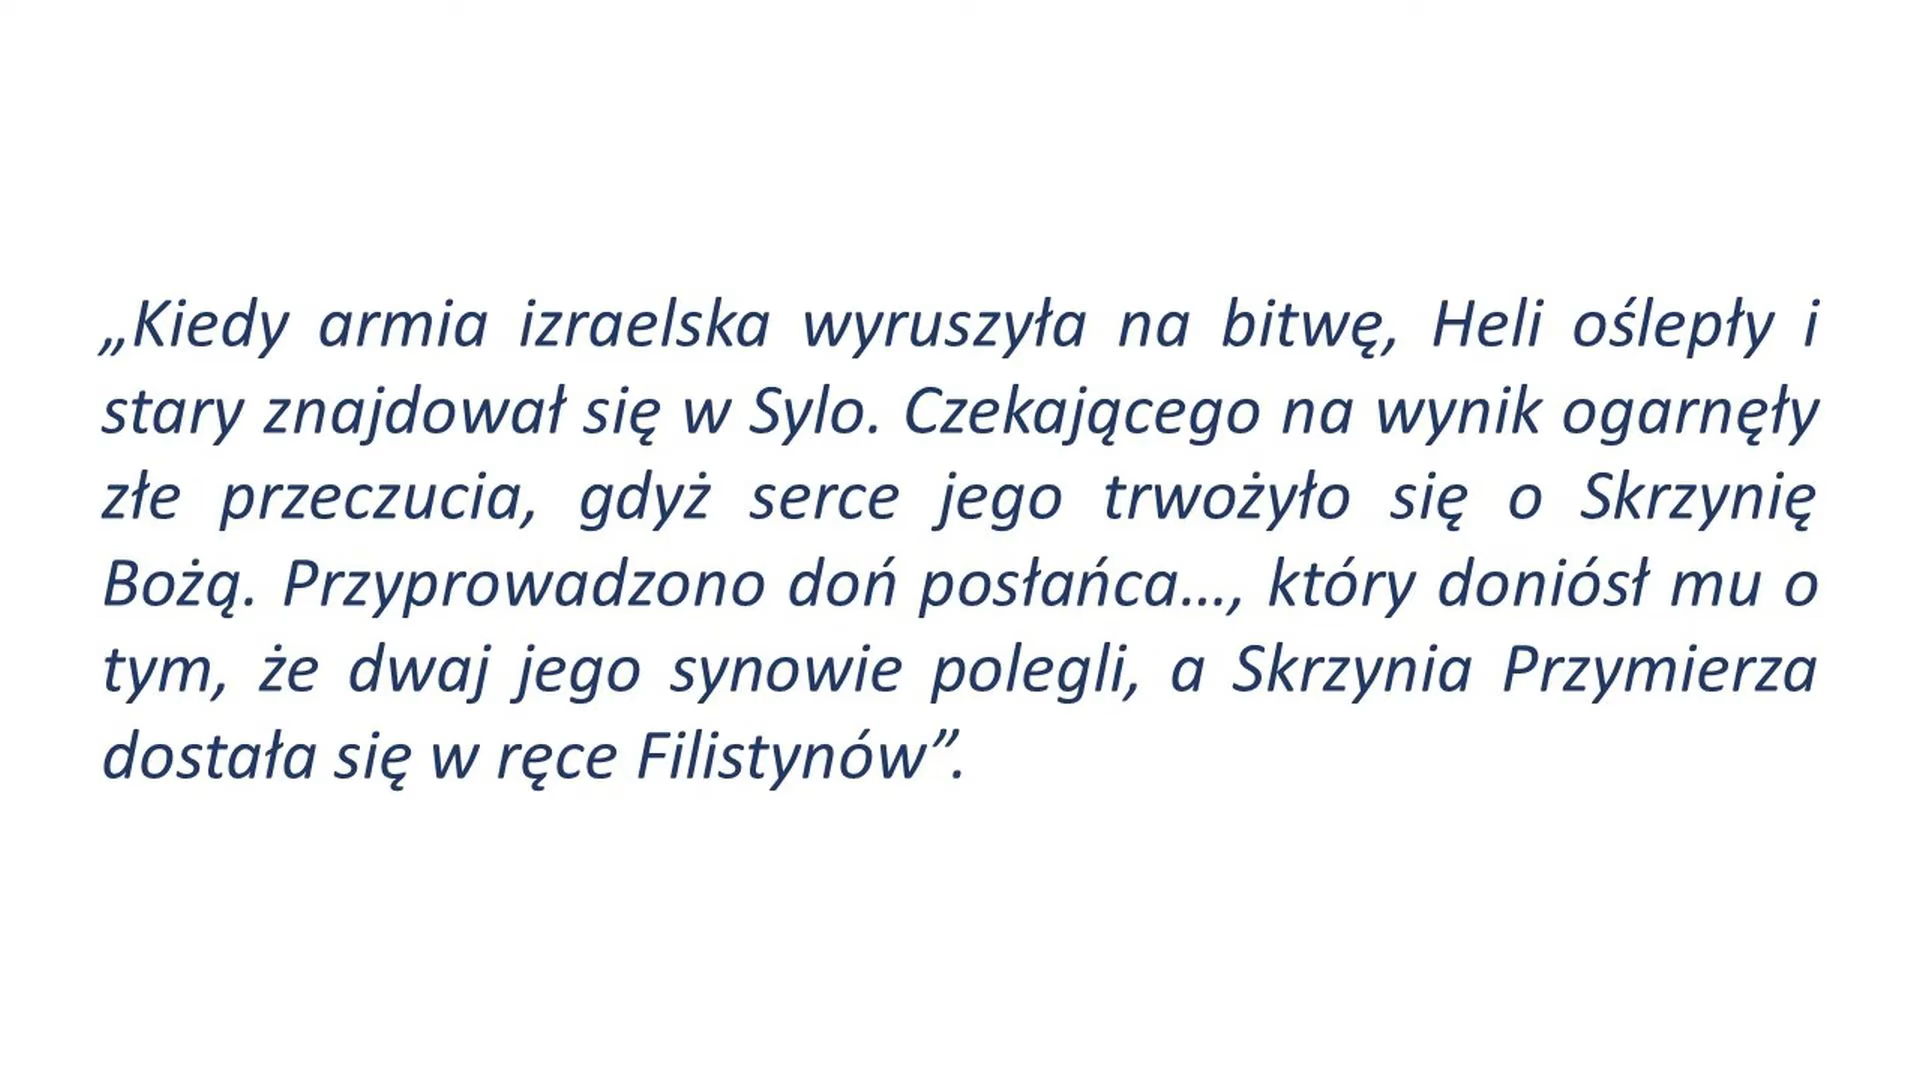 „Kiedy armia izraelska wyruszyła na bitwę, Heli oślepły i
stary znajdował się w Sylo. Czekającego na wynik ogarnęły
złe przeczucia, gdyż serce jego trwożyło się o Skrzynię
Bożą. Przyprowadzono doń posłańca…, który doniósł mu o
tym, że dwaj jego synowie polegli, a Skrzynia Przymierza
dostała się w ręce Filistynów”.